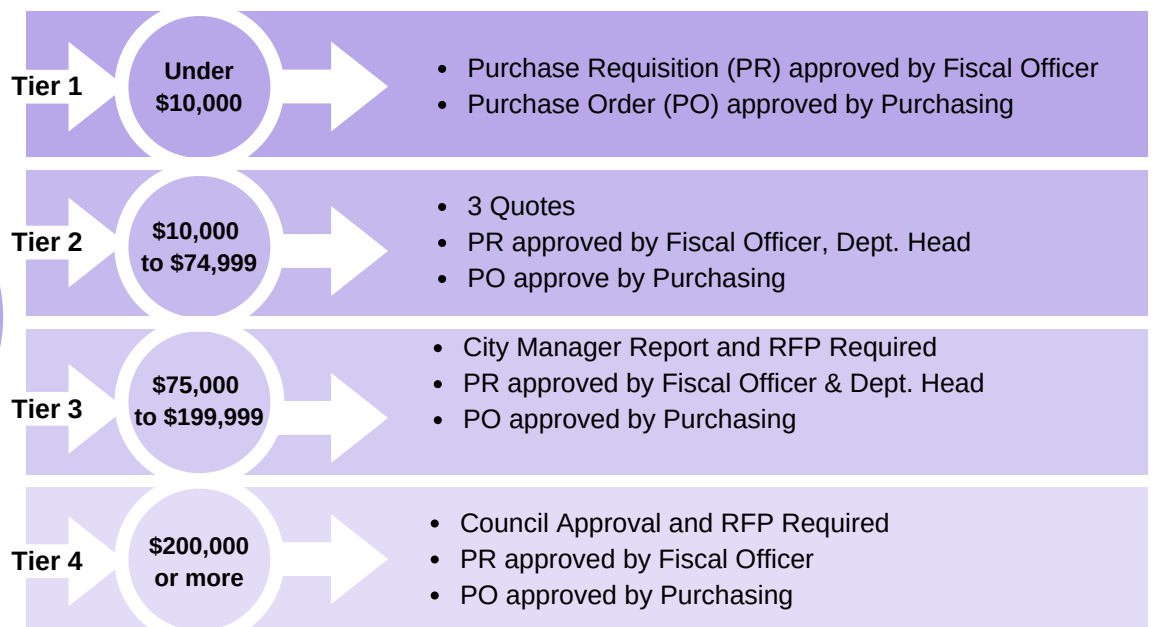 Tier 1
Under
$10,000
• Purchase Requisition (PR) approved by Fiscal Officer
• Purchase Order (PO) approved by Purchasing
Tier 2
$10,000
to $74,999
• 3 Quotes
• PR approved by Fiscal Officer, Dept. Head
• PO approve by Purchasing
Tier 3
$75,000
to $199,999
• City Manager Report and RFP Required
• PR approved by Fiscal Officer & Dept. Head
• PO approved by Purchasing
Tier 4
$200,000
or more
• Council Approval and RFP Required
• PR approved by Fiscal Officer
• PO approved by Purchasing